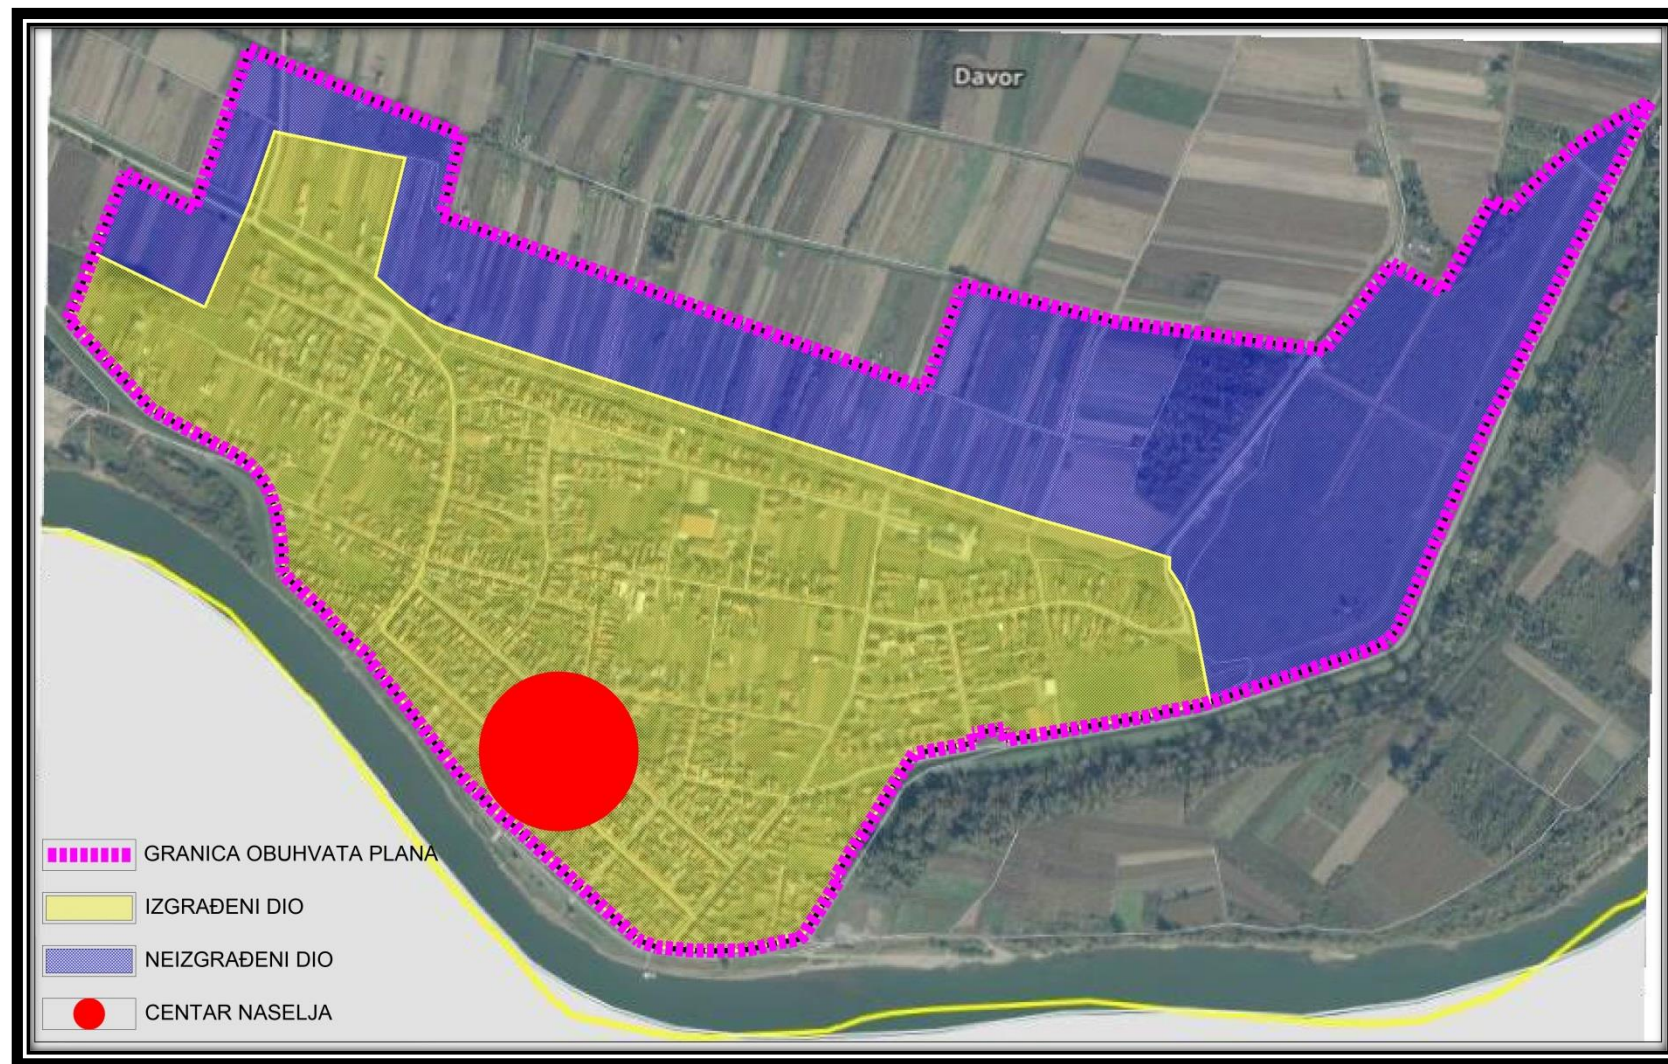 Davor
GRANICA OBUHVATA PLANA
IZGRAĐENI DIO
NEIZGRAĐENI DIO
CENTAR NASELJA